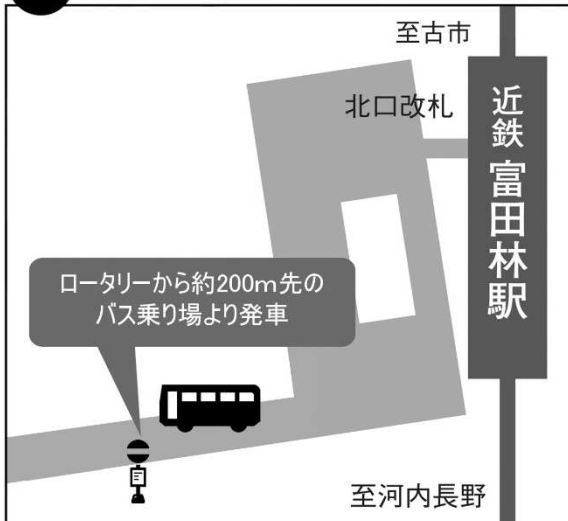 至古市
北口改札
近鉄 富田林駅
ロータリーから約200m先の
バス乗り場より発車
至河内長野